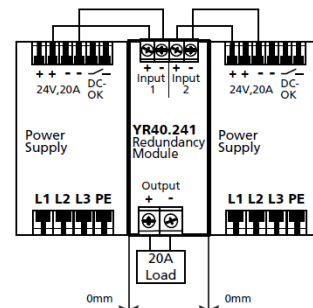 + + - - DC-
24V,20A OK
Power
Supply
L1 L2 L3 PE
+ - + -
Input Input
1 2
YR40.241
Redundancy
Module
Output
+ -
20A
Load
+ + - - DC-
24V,20A OK
Power
Supply
L1 L2 L3 PE
0mm 0mm